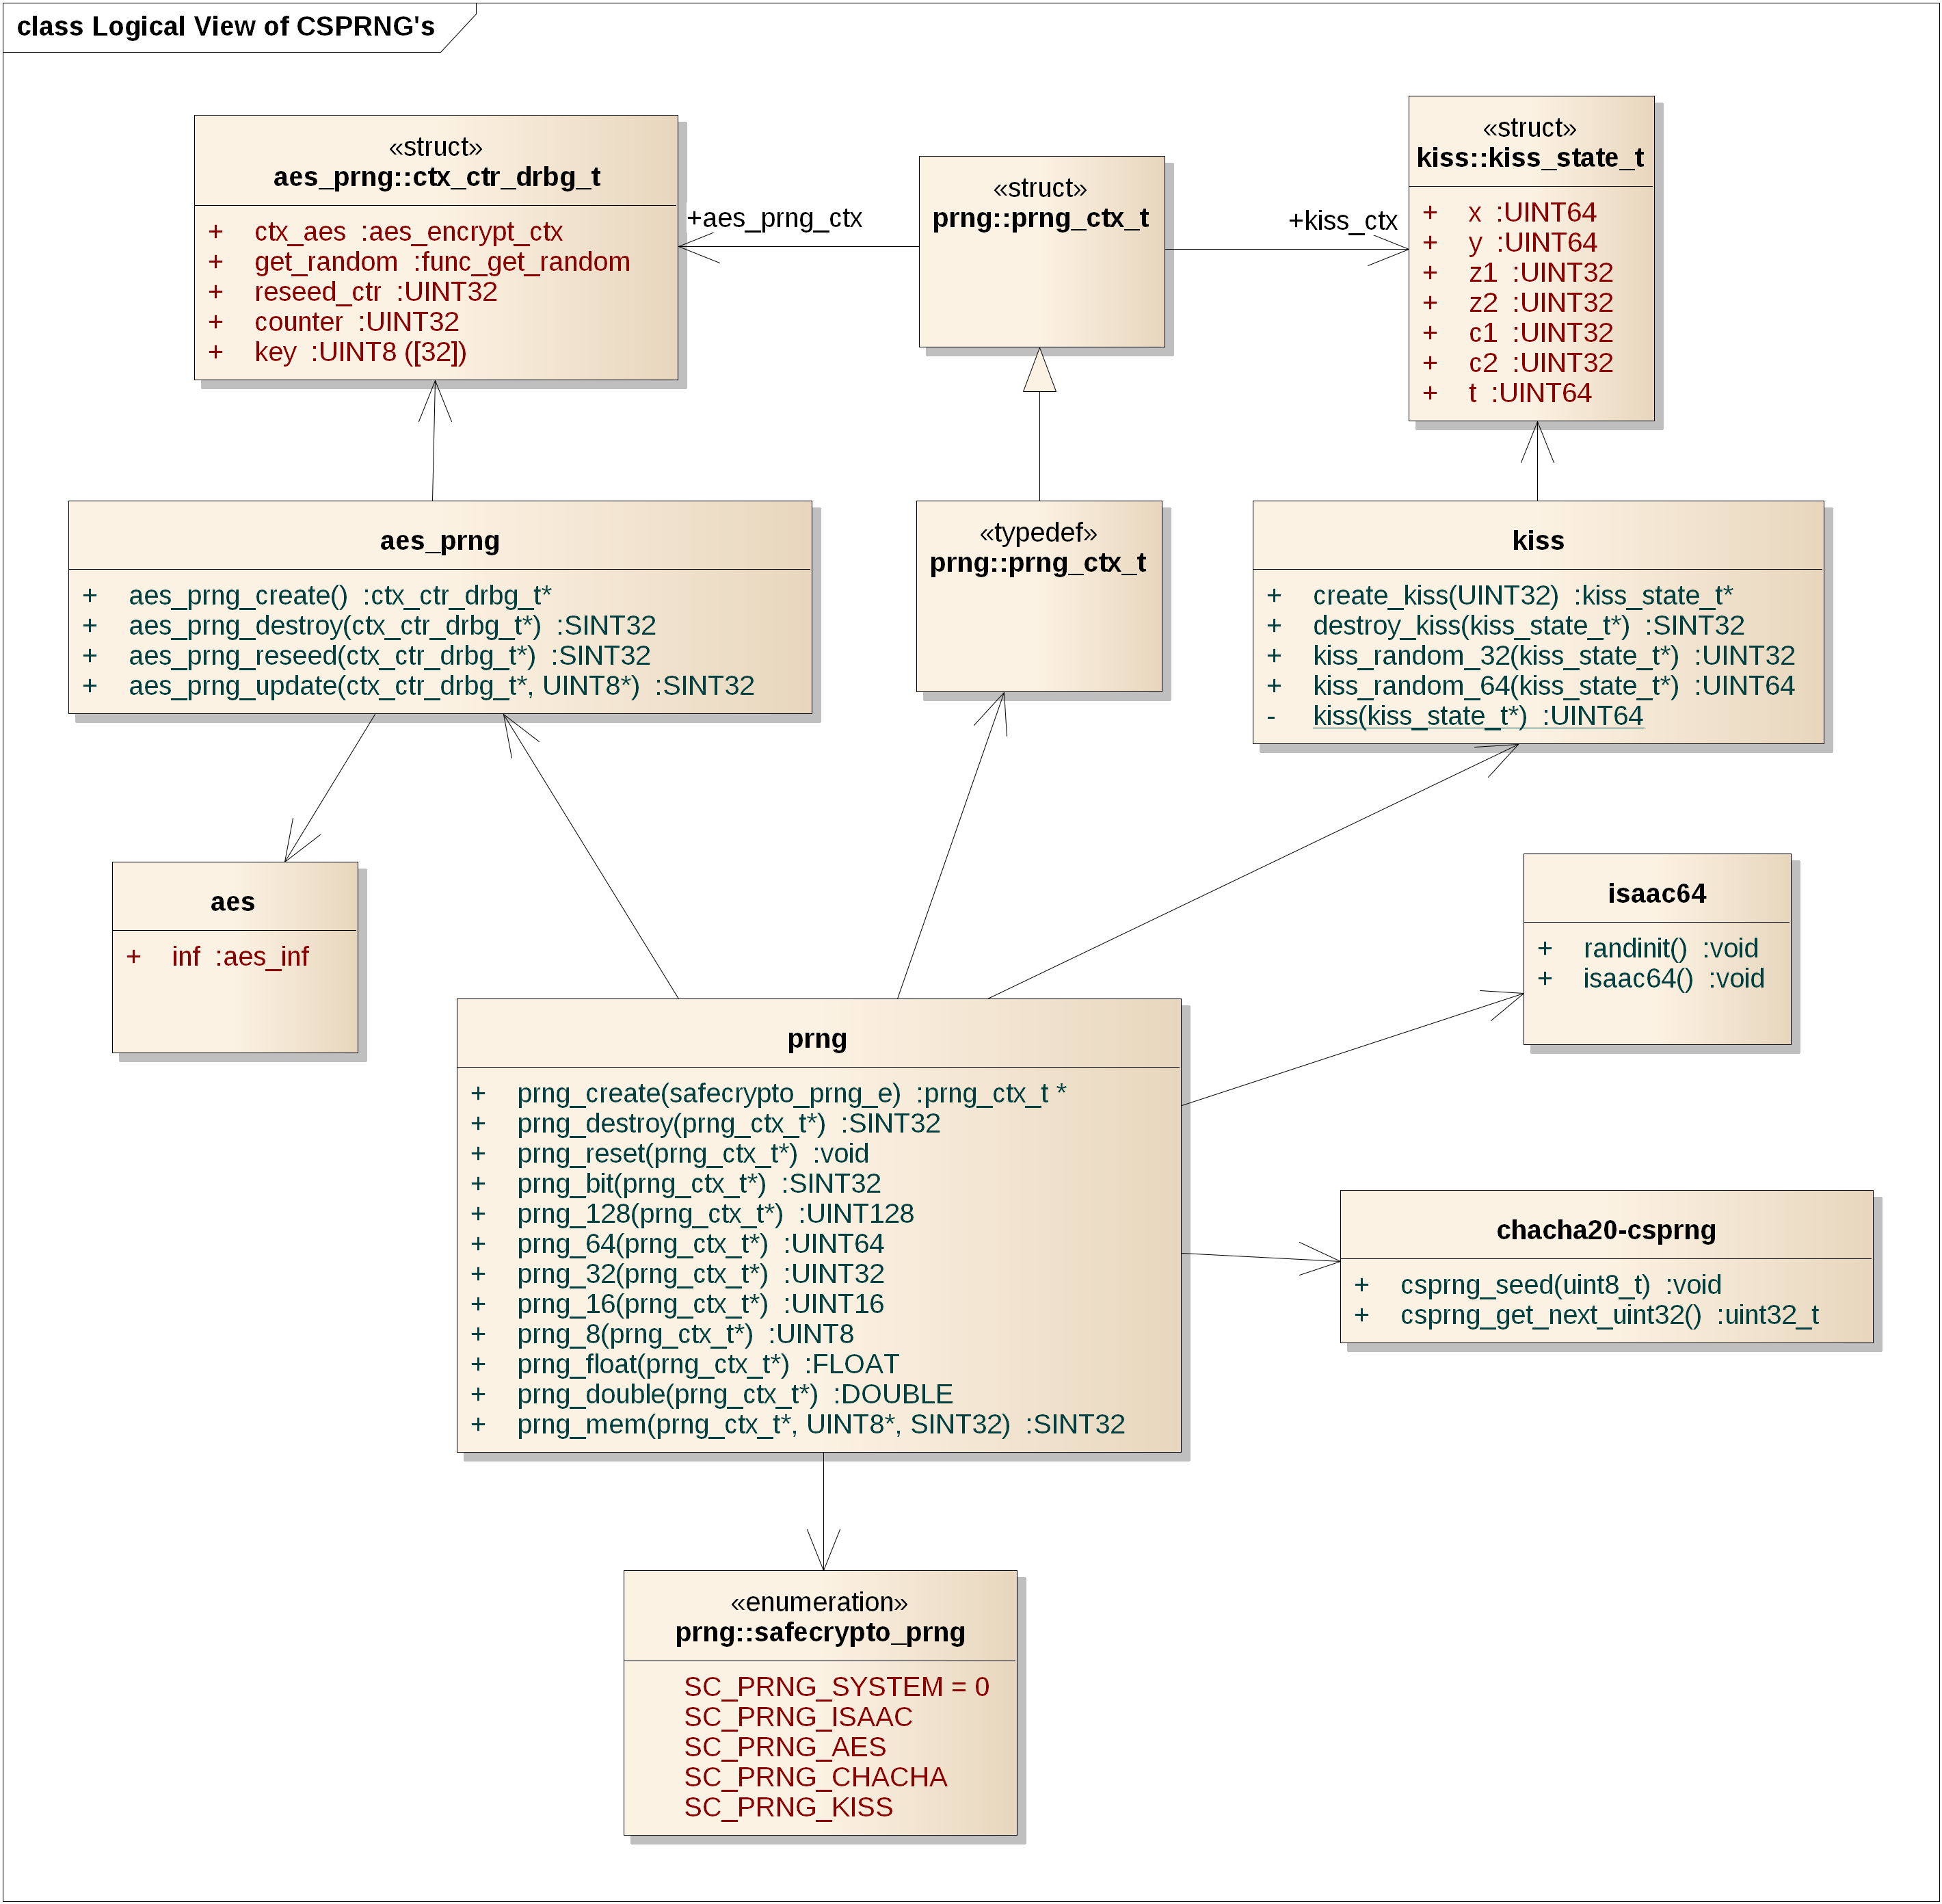 class Logical View of CSPRNG's
«struct»
aes_prng::ctx_ctr_drbg_t
+ ctx_aes :aes_encrypt_ctx
+ get_random :func_get_random
+ reseed_ctr :UINT32
+ counter :UINT32
+ key :UINT8 ([32])
+aes_prng_ctx
«struct»
prng::prng_ctx_t
+kiss_ctx
«struct»
kiss::kiss_state_t
+ x :UINT64
+ y :UINT64
+ z1 :UINT32
+ z2 :UINT32
+ c1 :UINT32
+ c2 :UINT32
+ t :UINT64
aes_prng
+ aes_prng_create() :ctx_ctr_drbg_t*
+ aes_prng_destroy(ctx_ctr_drbg_t*) :SINT32
+ aes_prng_reseed(ctx_ctr_drbg_t*) :SINT32
+ aes_prng_update(ctx_ctr_drbg_t*, UINT8*) :SINT32
«typedef»
prng::prng_ctx_t
kiss
+ create_kiss(UINT32) :kiss_state_t*
+ destroy_kiss(kiss_state_t*) :SINT32
+ kiss_random_32(kiss_state_t*) :UINT32
+ kiss_random_64(kiss_state_t*) :UINT64
- kiss(kiss_state_t*) :UINT64
aes
+ inf :aes_inf
isaac64
+ randinit() :void
+ isaac64() :void
prng
+ prng_create(safecrypto_prng_e) :prng_ctx_t *
+ prng_destroy(prng_ctx_t*) :SINT32
+ prng_reset(prng_ctx_t*) :void
+ prng_bit(prng_ctx_t*) :SINT32
+ prng_128(prng_ctx_t*) :UINT128
+ prng_64(prng_ctx_t*) :UINT64
+ prng_32(prng_ctx_t*) :UINT32
+ prng_16(prng_ctx_t*) :UINT16
+ prng_8(prng_ctx_t*) :UINT8
+ prng_float(prng_ctx_t*) :FLOAT
+ prng_double(prng_ctx_t*) :DOUBLE
+ prng_mem(prng_ctx_t*, UINT8*, SINT32) :SINT32
chacha20-csprng
+ csprng_seed(uint8_t) :void
+ csprng_get_next_uint32() :uint32_t
«enumeration»
prng::safecrypto_prng
SC_PRNG_SYSTEM = 0
SC_PRNG_ISAAC
SC_PRNG_AES
SC_PRNG_CHACHA
SC_PRNG_KISS